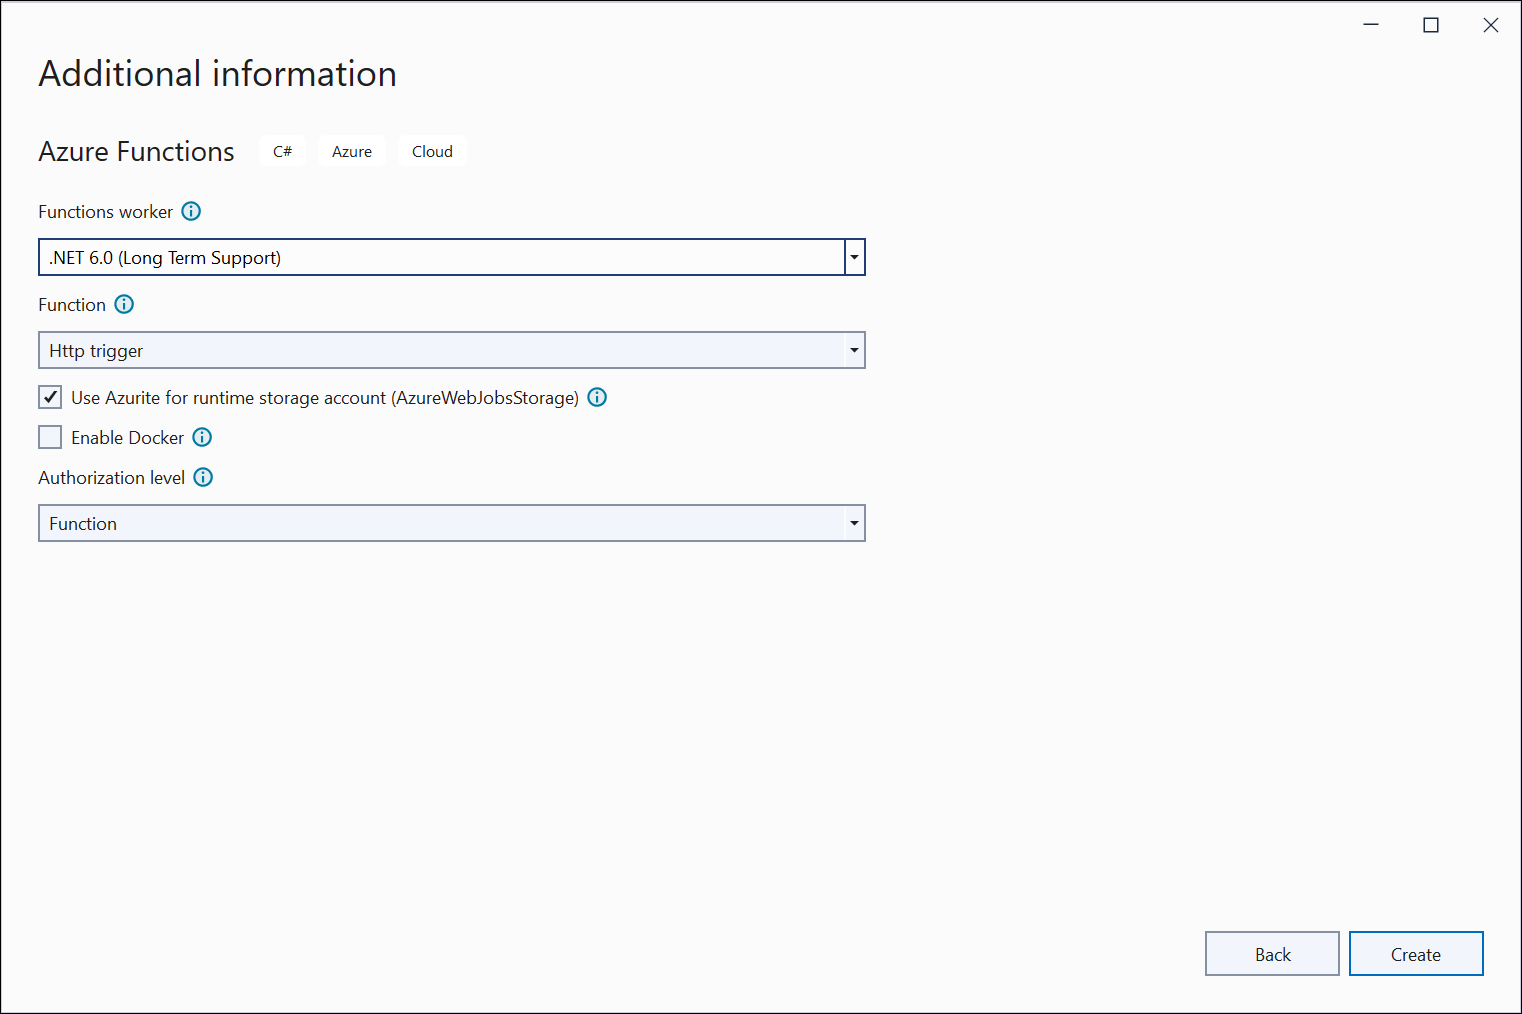 Additional information
Azure Functions C# Azure Cloud
Functions worker
.NET 6.0 (Long Term Support)
Function
Http trigger
Use Azurite for runtime storage account (AzureWebJobsStorage)
Enable Docker
Authorization level
Function
Back Create